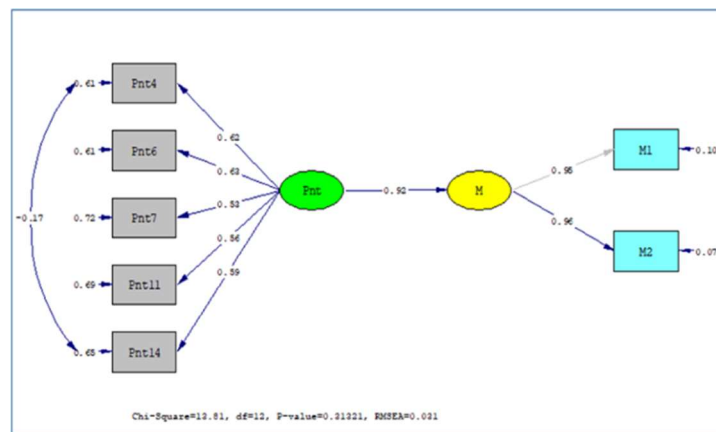 0.61
Pnt4
0.62
0.61
Pnt6
0.63
M1
0.10
0.95
Pnt
0.92
M
-0.17
0.72
Pnt7
0.53
0.96
0.56
M2
0.07
0.69
Pnt11
0.59
0.65
Pnt14
Chi-Square=13.81, df=12, P-value=0.31321, RMSEA=0.031